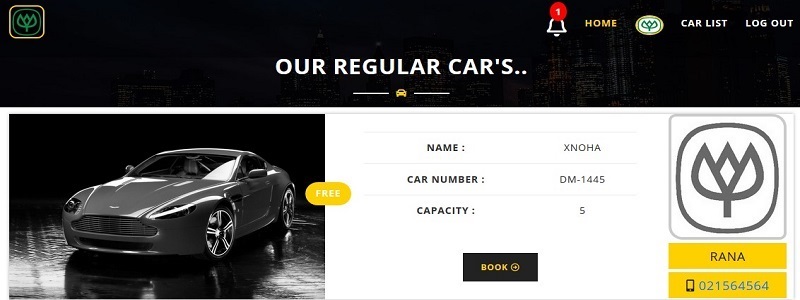 1
HOME
CAR LIST
LOG OUT
OUR REGULAR CAR'S..
FREE
NAME : XNOHA
CAR NUMBER : DM-1445
CAPACITY : 5
BOOK
RANA
021564564